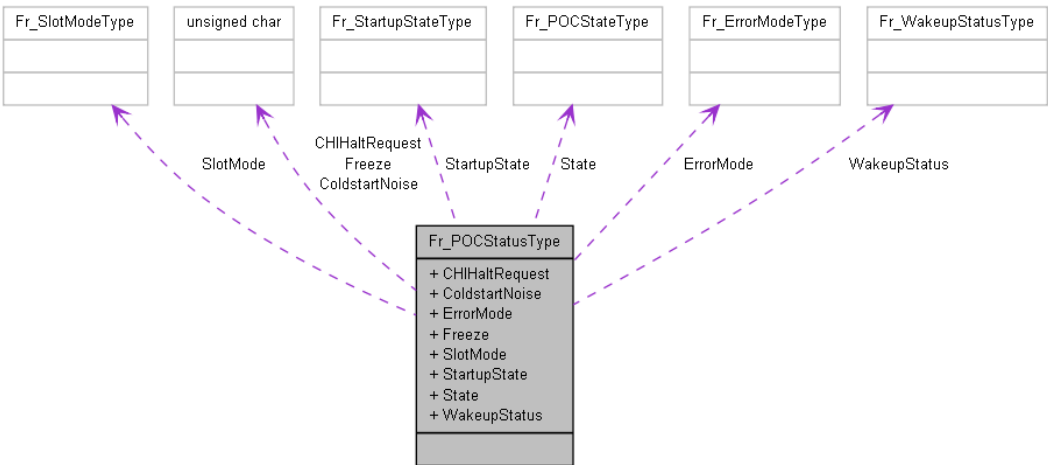 Fr_SlotModeType
unsigned char
Fr_StartupStateType
Fr_POCStateType
Fr_ErrorModeType
Fr_WakeupStatusType
SlotMode
CHIHaltRequest
Freeze
ColdstartNoise
StartupState
State
ErrorMode
WakeupStatus
Fr_POCStatusType
+ CHIHaltRequest
+ ColdstartNoise
+ ErrorMode
+ Freeze
+ SlotMode
+ StartupState
+ State
+ WakeupStatus